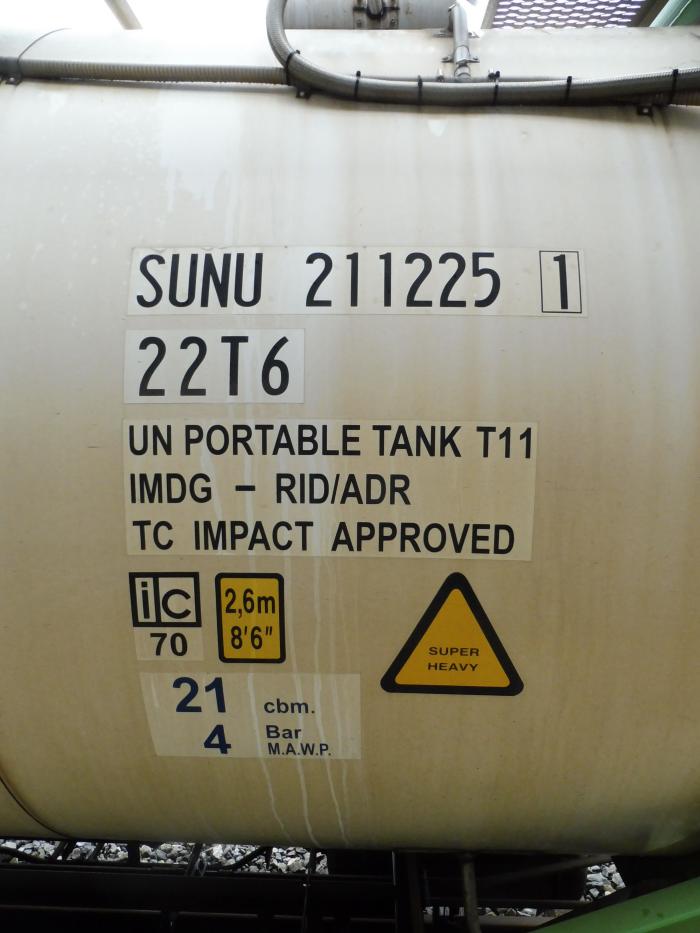 SUNU 211225 1
22T6
UN PORTABLE TANK T11
IMDG – RID/ADR
TC IMPACT APPROVED
ic
70
2,6m
8'6"
SUPER
HEAVY
21 cbm.
4 Bar
M.A.W.P.